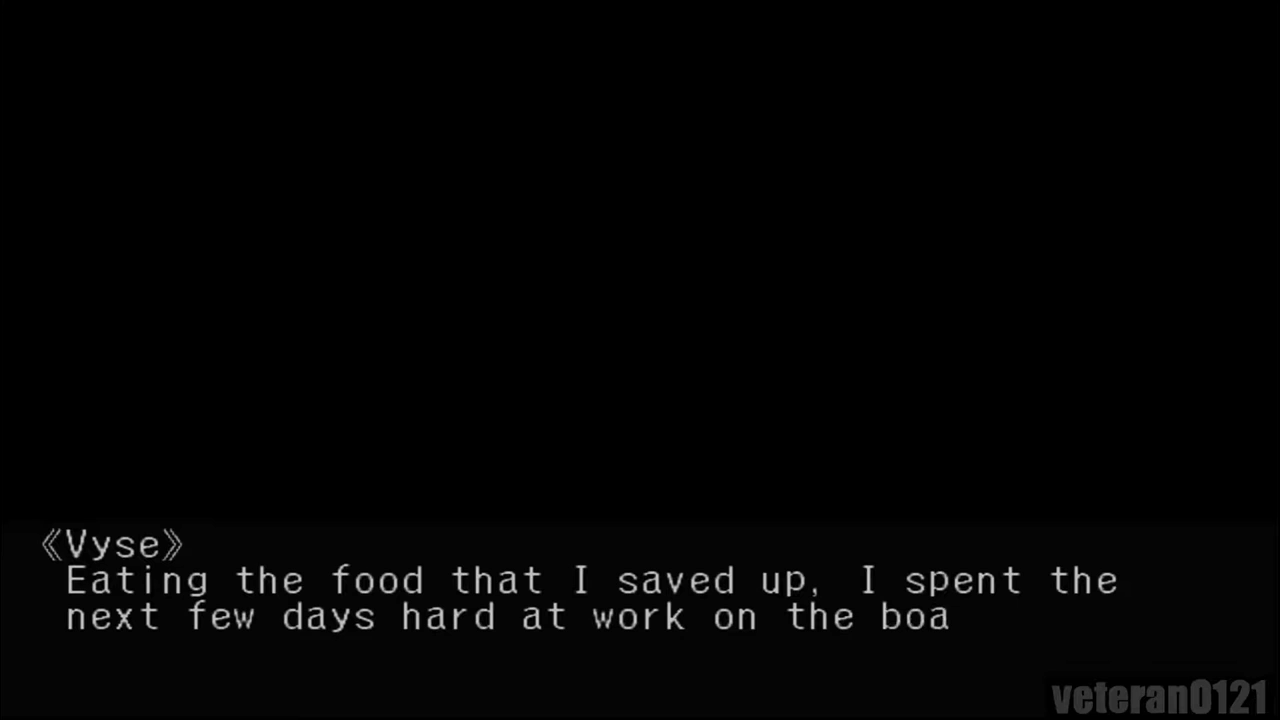 《Vyse》
Eating the food that I saved up, I spent the
next few days hard at work on the boa
veteran0121